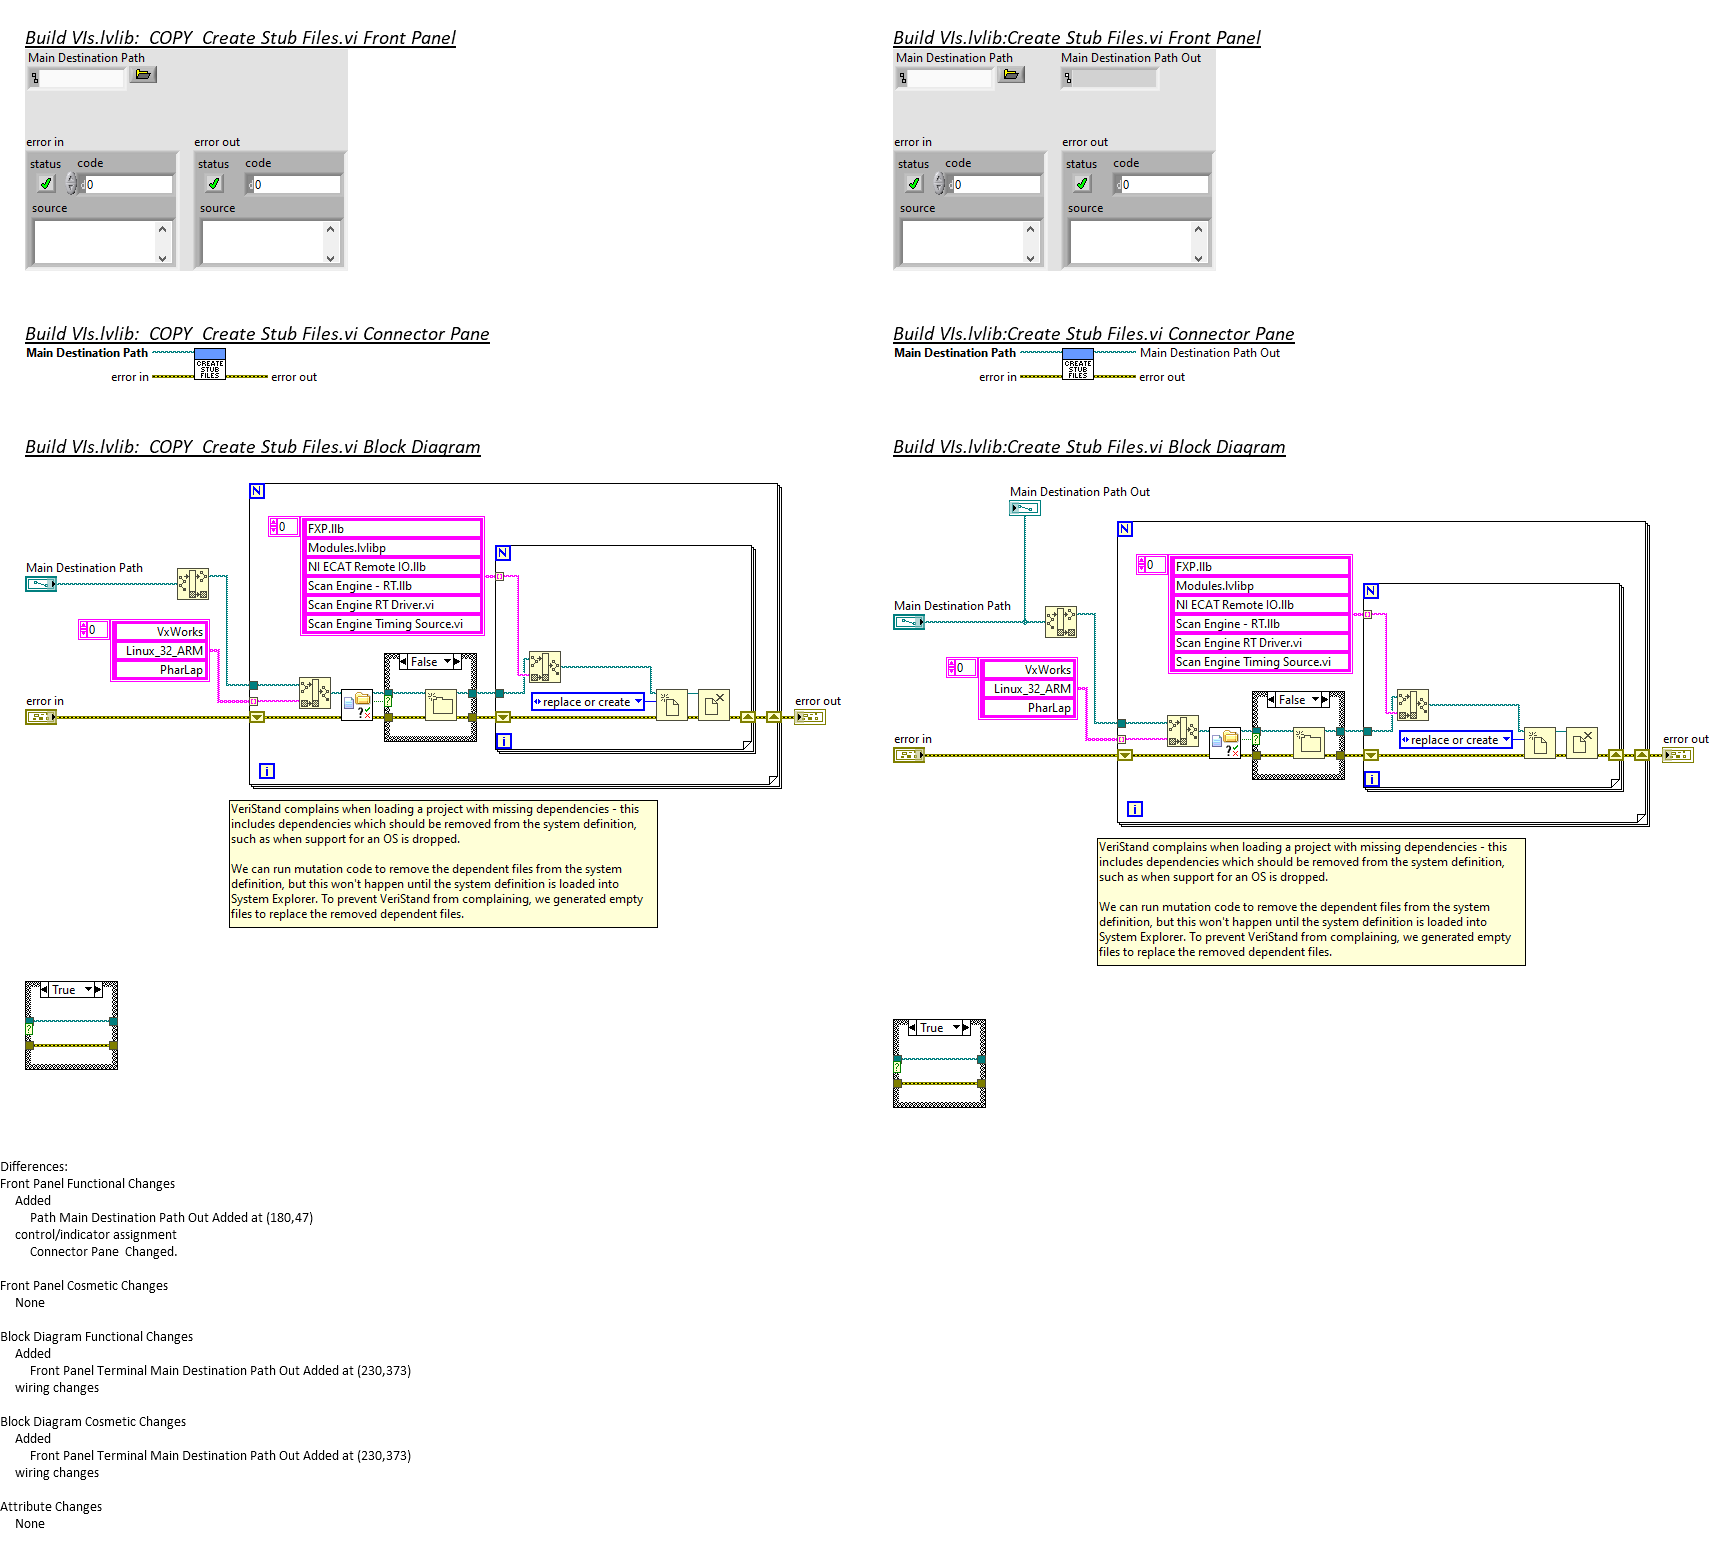 Build VIs.lvlib:  COPY  Create Stub Files.vi Front Panel
Main Destination Path
error in
error out
status
code
0
source
status
code
0
source
Build VIs.lvlib:Create Stub Files.vi Front Panel
Main Destination Path
Main Destination Path Out
error in
error out
status
code
0
source
status
code
0
source
Build VIs.lvlib:  COPY  Create Stub Files.vi Connector Pane
Main Destination Path
CREATE
STUB
FILES
error in
error out
Build VIs.lvlib:Create Stub Files.vi Connector Pane
Main Destination Path
Main Destination Path Out
CREATE
STUB
FILES
error in
error out
Build VIs.lvlib:  COPY  Create Stub Files.vi Block Diagram
N
0
FXP.llb
Modules.lvlibp
NI ECAT Remote IO.llb
Scan Engine - RT.llb
Scan Engine RT Driver.vi
Scan Engine Timing Source.vi
N
Main Destination Path
0
VxWorks
Linux_32_ARM
PharLap
False
replace or create
error in
error out
i
i
VeriStand complains when loading a project with missing dependencies - this
includes dependencies which should be removed from the system definition,
such as when support for an OS is dropped.
We can run mutation code to remove the dependent files from the system
definition, but this won't happen until the system definition is loaded into
System Explorer. To prevent VeriStand from complaining, we generated empty
files to replace the removed dependent files.
True
Build VIs.lvlib:Create Stub Files.vi Block Diagram
Main Destination Path Out
N
0
FXP.llb
Modules.lvlibp
NI ECAT Remote IO.llb
Scan Engine - RT.llb
Scan Engine RT Driver.vi
Scan Engine Timing Source.vi
N
Main Destination Path
0
VxWorks
Linux_32_ARM
PharLap
False
replace or create
error in
error out
i
i
VeriStand complains when loading a project with missing dependencies - this
includes dependencies which should be removed from the system definition,
such as when support for an OS is dropped.
We can run mutation code to remove the dependent files from the system
definition, but this won't happen until the system definition is loaded into
System Explorer. To prevent VeriStand from complaining, we generated empty
files to replace the removed dependent files.
True
Differences:
Front Panel Functional Changes
Added
Path Main Destination Path Out Added at (180,47)
control/indicator assignment
Connector Pane  Changed.
Front Panel Cosmetic Changes
None
Block Diagram Functional Changes
Added
Front Panel Terminal Main Destination Path Out Added at (230,373)
wiring changes
Block Diagram Cosmetic Changes
Added
Front Panel Terminal Main Destination Path Out Added at (230,373)
wiring changes
Attribute Changes
None